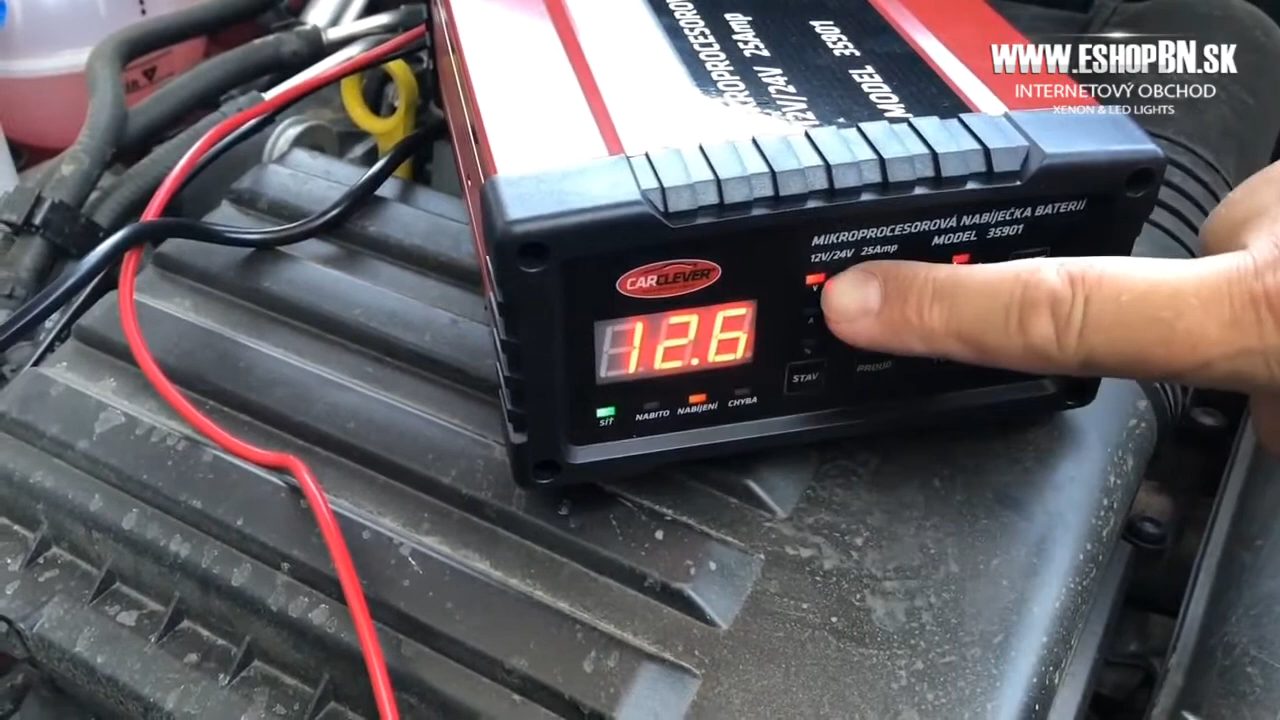 WWW.ESHOPBN.SK
INTERNETOVÝ OBCHOD
XENON & LED LIGHTS
12V/24V 25Amp
MODEL 35901
MIKROPROCESOROVÁ NABÍJEČKA BATERIÍ
12V/24V 25Amp
MODEL 35901
CARCLEVER
V
A
12.6
STAV
PROUD
SÍŤ
NABITO
NABÍJENÍ
CHYBA